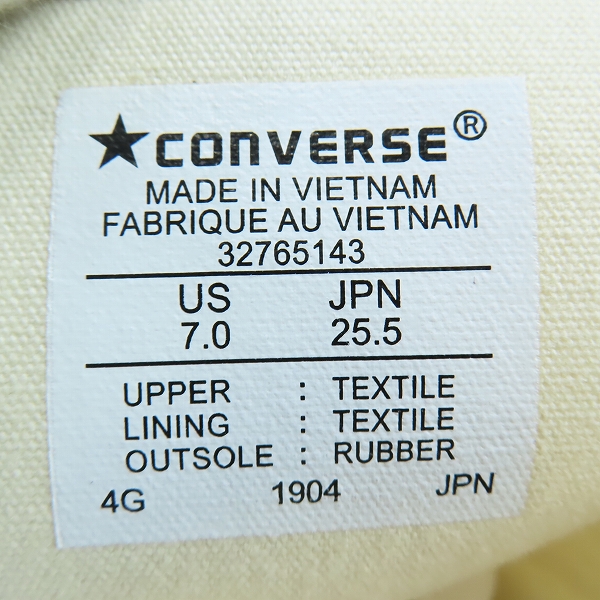 ★CONVERSE®
MADE IN VIETNAM
FABRIQUE AU VIETNAM
32765143
US JPN
7.0 25.5
UPPER : TEXTILE
LINING : TEXTILE
OUTSOLE : RUBBER
4G 1904 JPN